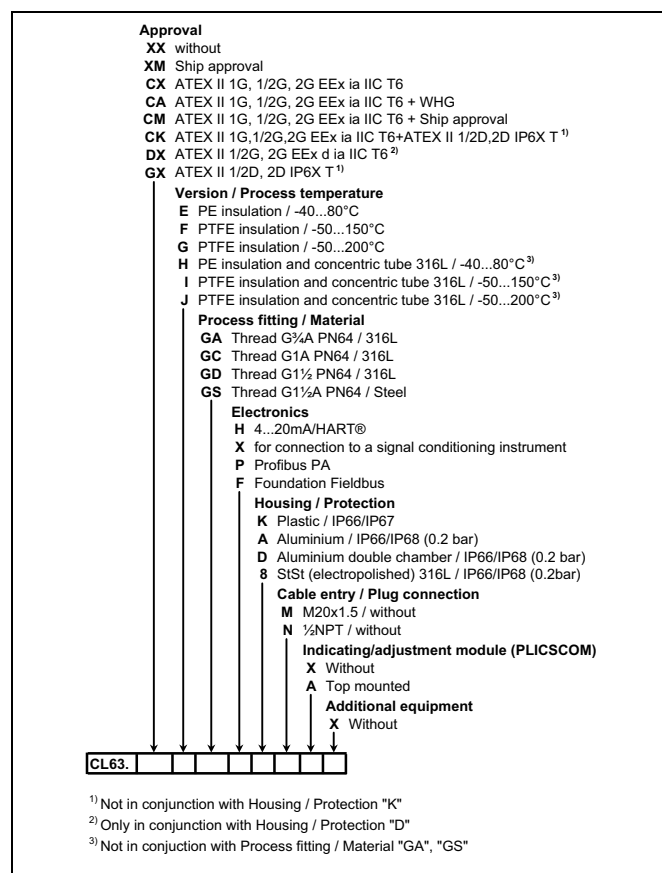 Approval
XX without
XM Ship approval
CX ATEX II 1G, 1/2G, 2G EEx ia IIC T6
CA ATEX II 1G, 1/2G, 2G EEx ia IIC T6 + WHG
CM ATEX II 1G, 1/2G, 2G EEx ia IIC T6 + Ship approval
CK ATEX II 1G,1/2G,2G EEx ia IIC T6+ATEX II 1/2D,2D IP6X T 1)
DX ATEX II 1/2G, 2G EEx d ia IIC T6 2)
GX ATEX II 1/2D, 2D IP6X T 1)
Version / Process temperature
E PE insulation / -40...80°C
F PTFE insulation / -50...150°C
G PTFE insulation / -50...200°C
H PE insulation and concentric tube 316L / -40...80°C 3)
I PTFE insulation and concentric tube 316L / -50...150°C 3)
J PTFE insulation and concentric tube 316L / -50...200°C 3)
Process fitting / Material
GA Thread G¾A PN64 / 316L
GC Thread G1A PN64 / 316L
GD Thread G1½ PN64 / 316L
GS Thread G1½A PN64 / Steel
Electronics
H 4...20mA/HART®
X for connection to a signal conditioning instrument
P Profibus PA
F Foundation Fieldbus
Housing / Protection
K Plastic / IP66/IP67
A Aluminium / IP66/IP68 (0.2 bar)
D Aluminium double chamber / IP66/IP68 (0.2 bar)
8 StSt (electropolished) 316L / IP66/IP68 (0.2bar)
Cable entry / Plug connection
M M20x1.5 / without
N ½NPT / without
Indicating/adjustment module (PLICSCOM)
X Without
A Top mounted
Additional equipment
X Without
CL63.
1) Not in conjunction with Housing / Protection "K"
2) Only in conjunction with Housing / Protection "D"
3) Not in conjuction with Process fitting / Material "GA", "GS"